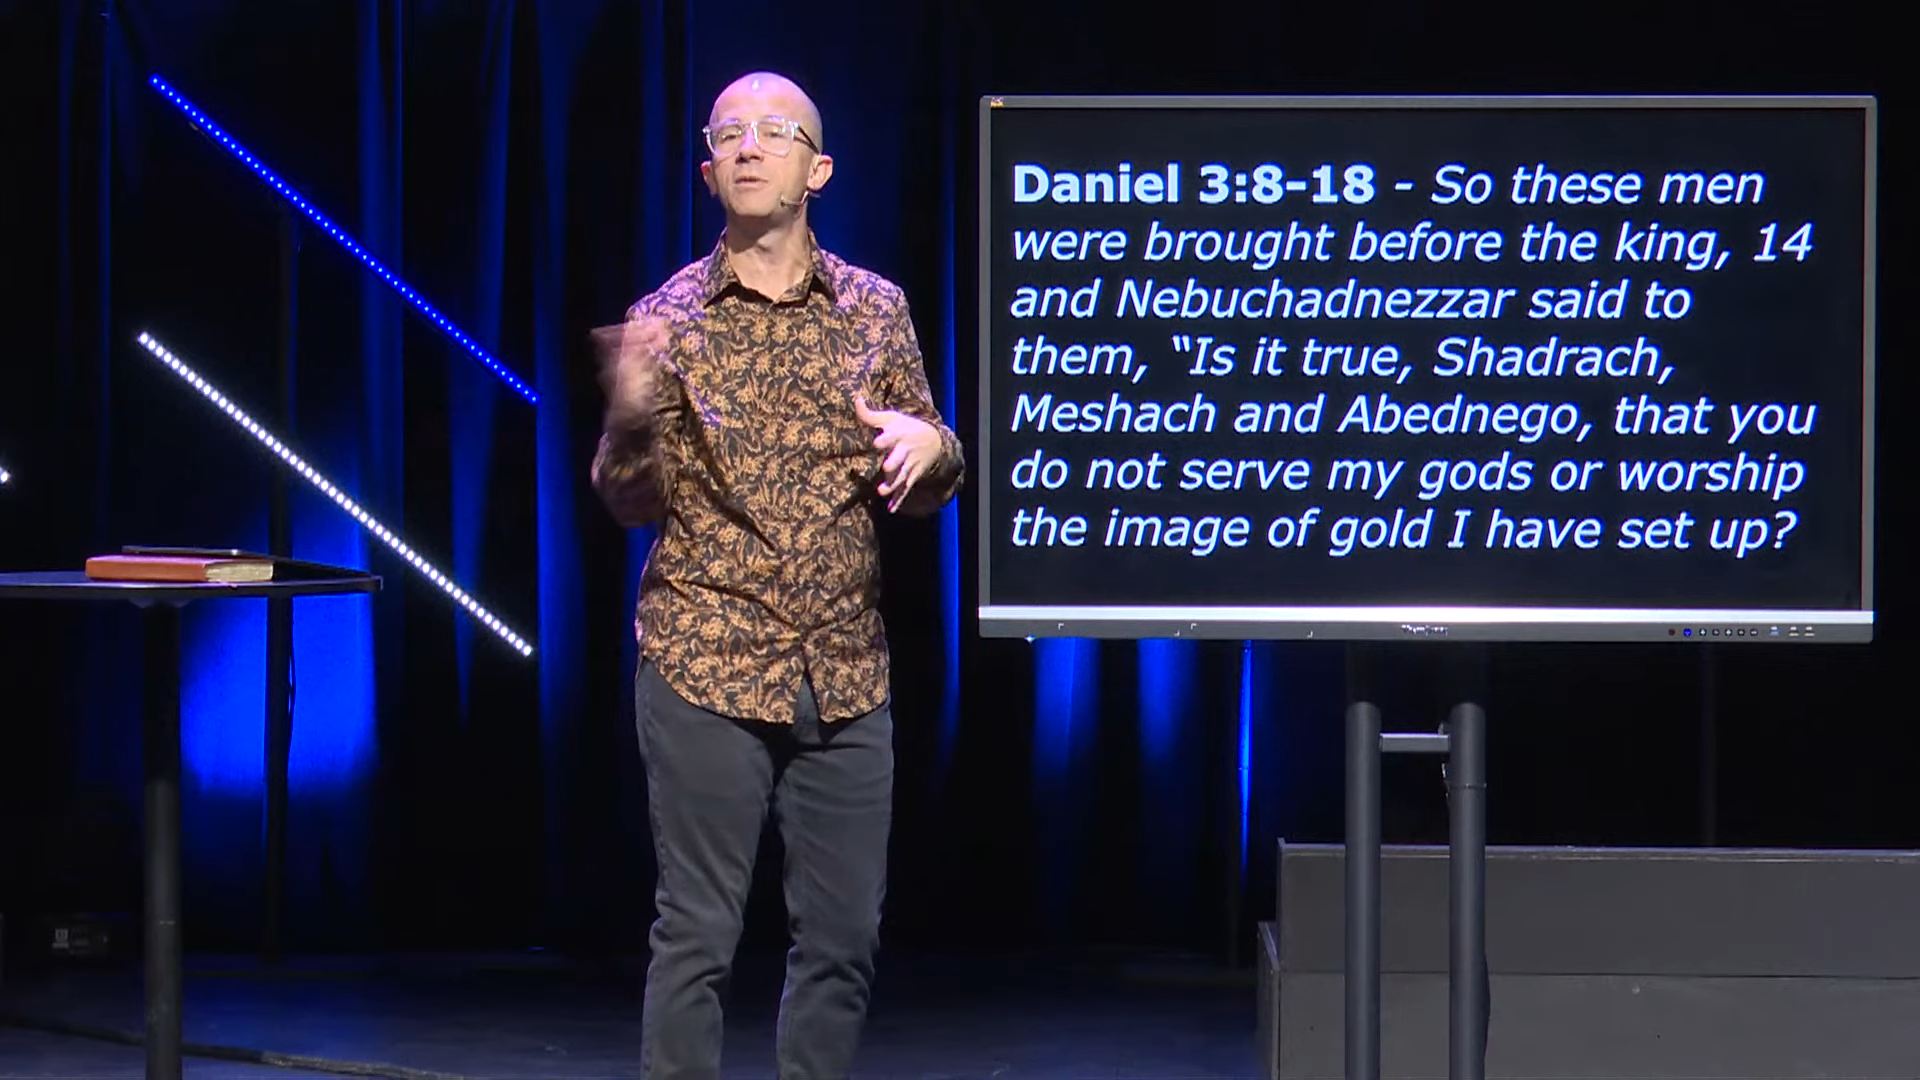 Daniel 3:8-18 - So these men
were brought before the king, 14
and Nebuchadnezzar said to
them, “Is it true, Shadrach,
Meshach and Abednego, that you
do not serve my gods or worship
the image of gold I have set up?